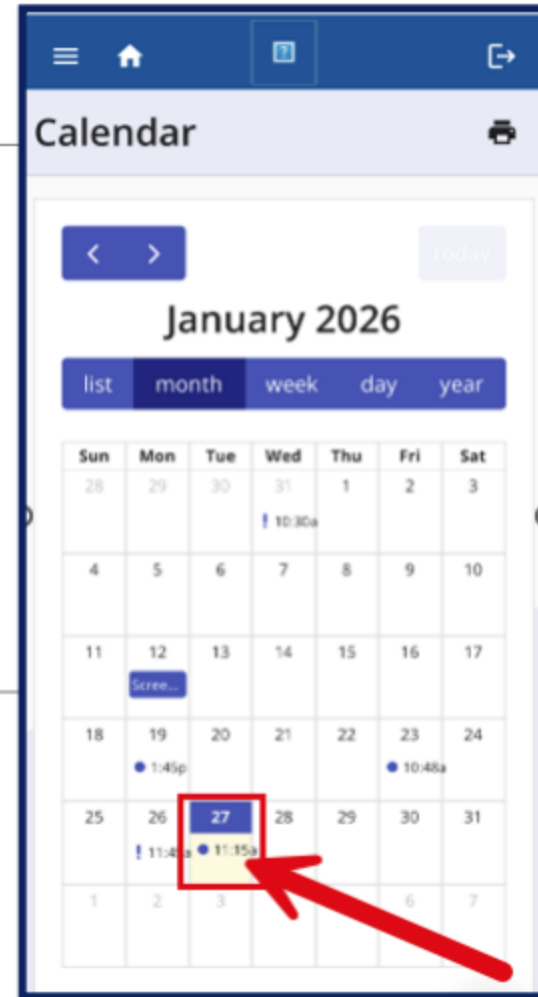 Calendar
today
January 2026
list month week day year
Sun Mon Tue Wed Thu Fri Sat
28 29 30 31 1 2 3
10:30a
4 5 6 7 8 9 10
11 12 13 14 15 16 17
Scree...
18 19 20 21 22 23 24
1:45p 10:48a
25 26 27 28 29 30 31
11:45a 11:15a
1 2 3 6 7